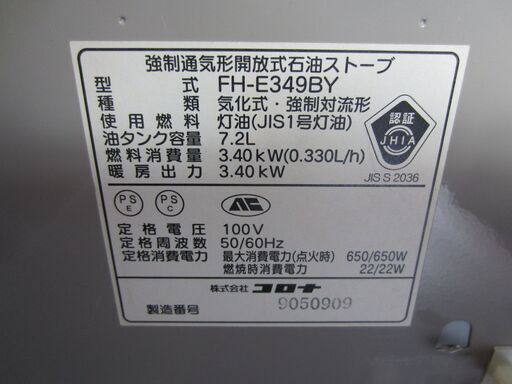 強制通気形開放式石油ストーブ
型式 FH-E349BY
種類 気化式・強制対流形
使用燃料 灯油(JIS1号灯油)
油タンク容量 7.2L
燃料消費量 3.40kW(0.330L/h)
暖房出力 3.40kW
認証
JHIA
JIS S 2036
PS E
PS C
定格電圧 100V
定格周波数 50/60Hz
定格消費電力 最大消費電力(点火時) 650/650W
燃焼時消費電力 22/22W
株式会社 コロナ
製造番号 9050909